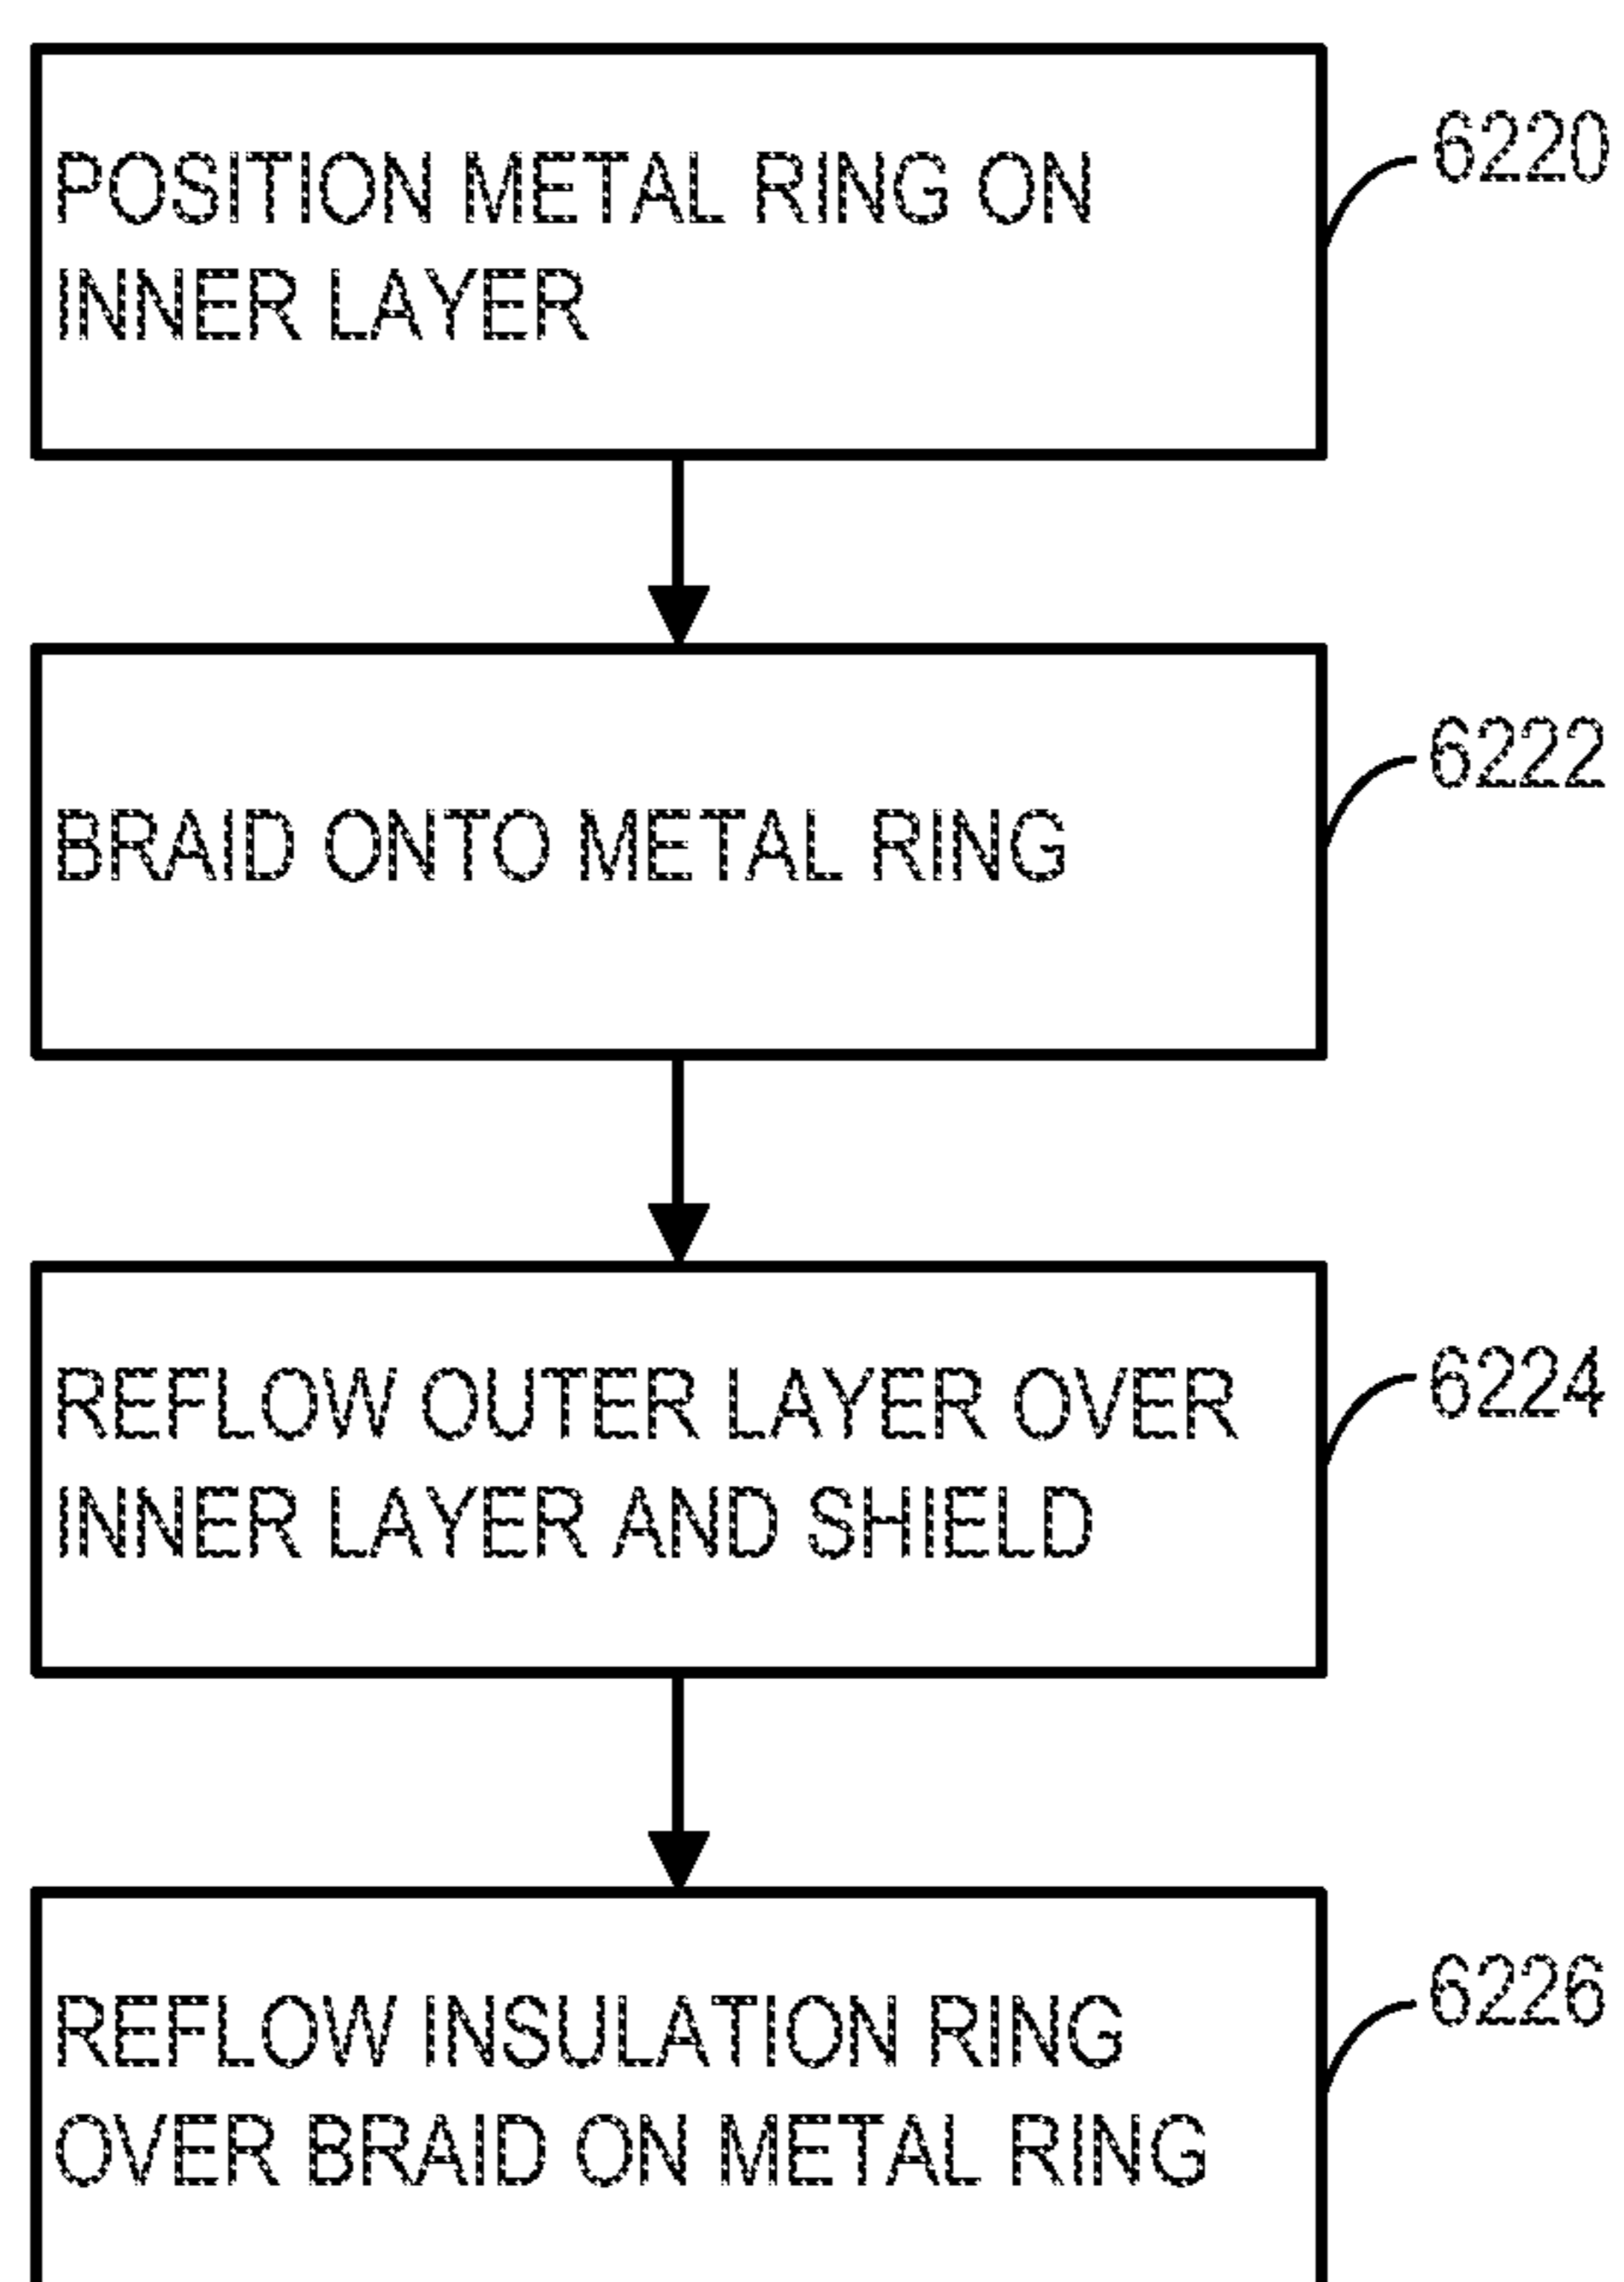 POSITION METAL RING ON
INNER LAYER
6220
BRAID ONTO METAL RING
6222
REFLOW OUTER LAYER OVER
INNER LAYER AND SHIELD
6224
REFLOW INSULATION RING
OVER BRAID ON METAL RING
6226